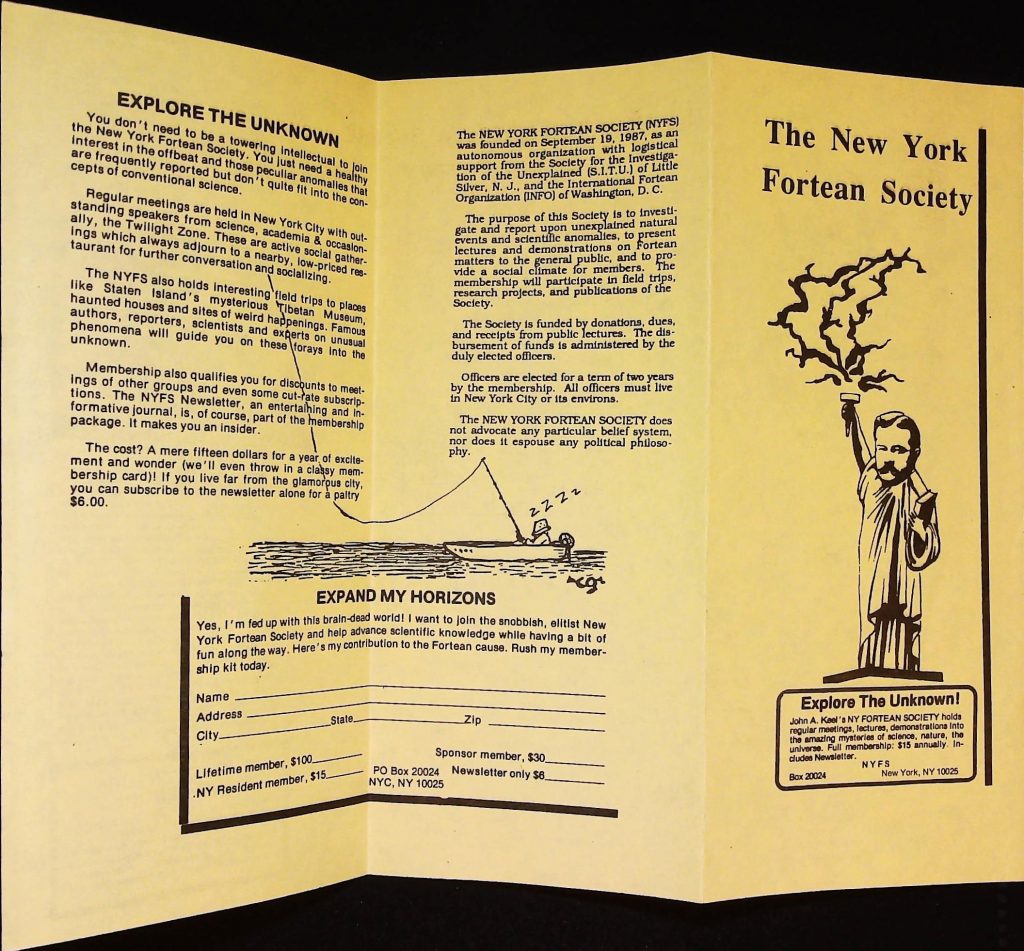 EXPLORE THE UNKNOWN
You don't need to be a towering intellectual to join
the New York Fortean Society. You just need a healthy
interest in the offbeat and those peculiar anomalies that
are frequently reported but don't quite fit into the con-
cepts of conventional science.
Regular meetings are held in New York City with out-
standing speakers from science, academia & occasion-
ally, the Twilight Zone. These are active social gather-
ings which always adjourn to a nearby, low-priced res-
taurant for further conversation and socializing.
The NYFS also holds interesting field trips to places
like Staten Island's mysterious Tibetan Museum,
haunted houses and sites of weird happenings. Famous
authors, reporters, scientists and experts on unusual
phenomena will guide you on these forays into the
unknown.
Membership also qualifies you for discounts to meet-
ings of other groups and even some cut-rate subscrip-
tions. The NYFS Newsletter, an entertaining and in-
formative journal, is, of course, part of the membership
package. It makes you an insider.
The cost? A mere fifteen dollars for a year of excite-
ment and wonder (we'll even throw in a classy mem-
bership card)! If you live far from the glamorous city,
you can subscribe to the newsletter alone for a paltry
$6.00.
The NEW YORK FORTEAN SOCIETY (NYFS)
was founded on September 19, 1987, as an
autonomous organization with logistical
support from the Society for the Investiga-
tion of the Unexplained (S.I.T.U.) of Little
Silver, N. J., and the International Fortean
Organization (INFO) of Washington, D. C.
The purpose of this Society is to investi-
gate and report upon unexplained natural
events and scientific anomalies, to present
lectures and demonstrations on Fortean
matters to the general public, and to pro-
vide a social climate for members. The
membership will participate in field trips,
research projects, and publications of the
Society.
The Society is funded by donations, dues,
and receipts from public lectures. The dis-
bursement of funds is administered by the
duly elected officers.
Officers are elected for a term of two years
by the membership. All officers must live
in New York City or its environs.
The NEW YORK FORTEAN SOCIETY does
not advocate any particular belief system,
nor does it espouse any political philoso-
phy.
z z z z
EXPAND MY HORIZONS
Yes, I'm fed up with this brain-dead world! I want to join the snobbish, elitist New
York Fortean Society and help advance scientific knowledge while having a bit of
fun along the way. Here's my contribution to the Fortean cause. Rush my member-
ship kit today.
Name
Address
City State Zip
Lifetime member, $100 Sponsor member, $30
NY Resident member, $15 Newsletter only $6
PO Box 20024
NYC, NY 10025
The New York
Fortean Society
Explore The Unknown!
John A. Keel's NY FORTEAN SOCIETY holds
regular meetings, lectures, demonstrations into
the amazing mysteries of science, nature, the
universe. Full membership: $15 annually. In-
cludes Newsletter.
NYFS
Box 20024 New York, NY 10025